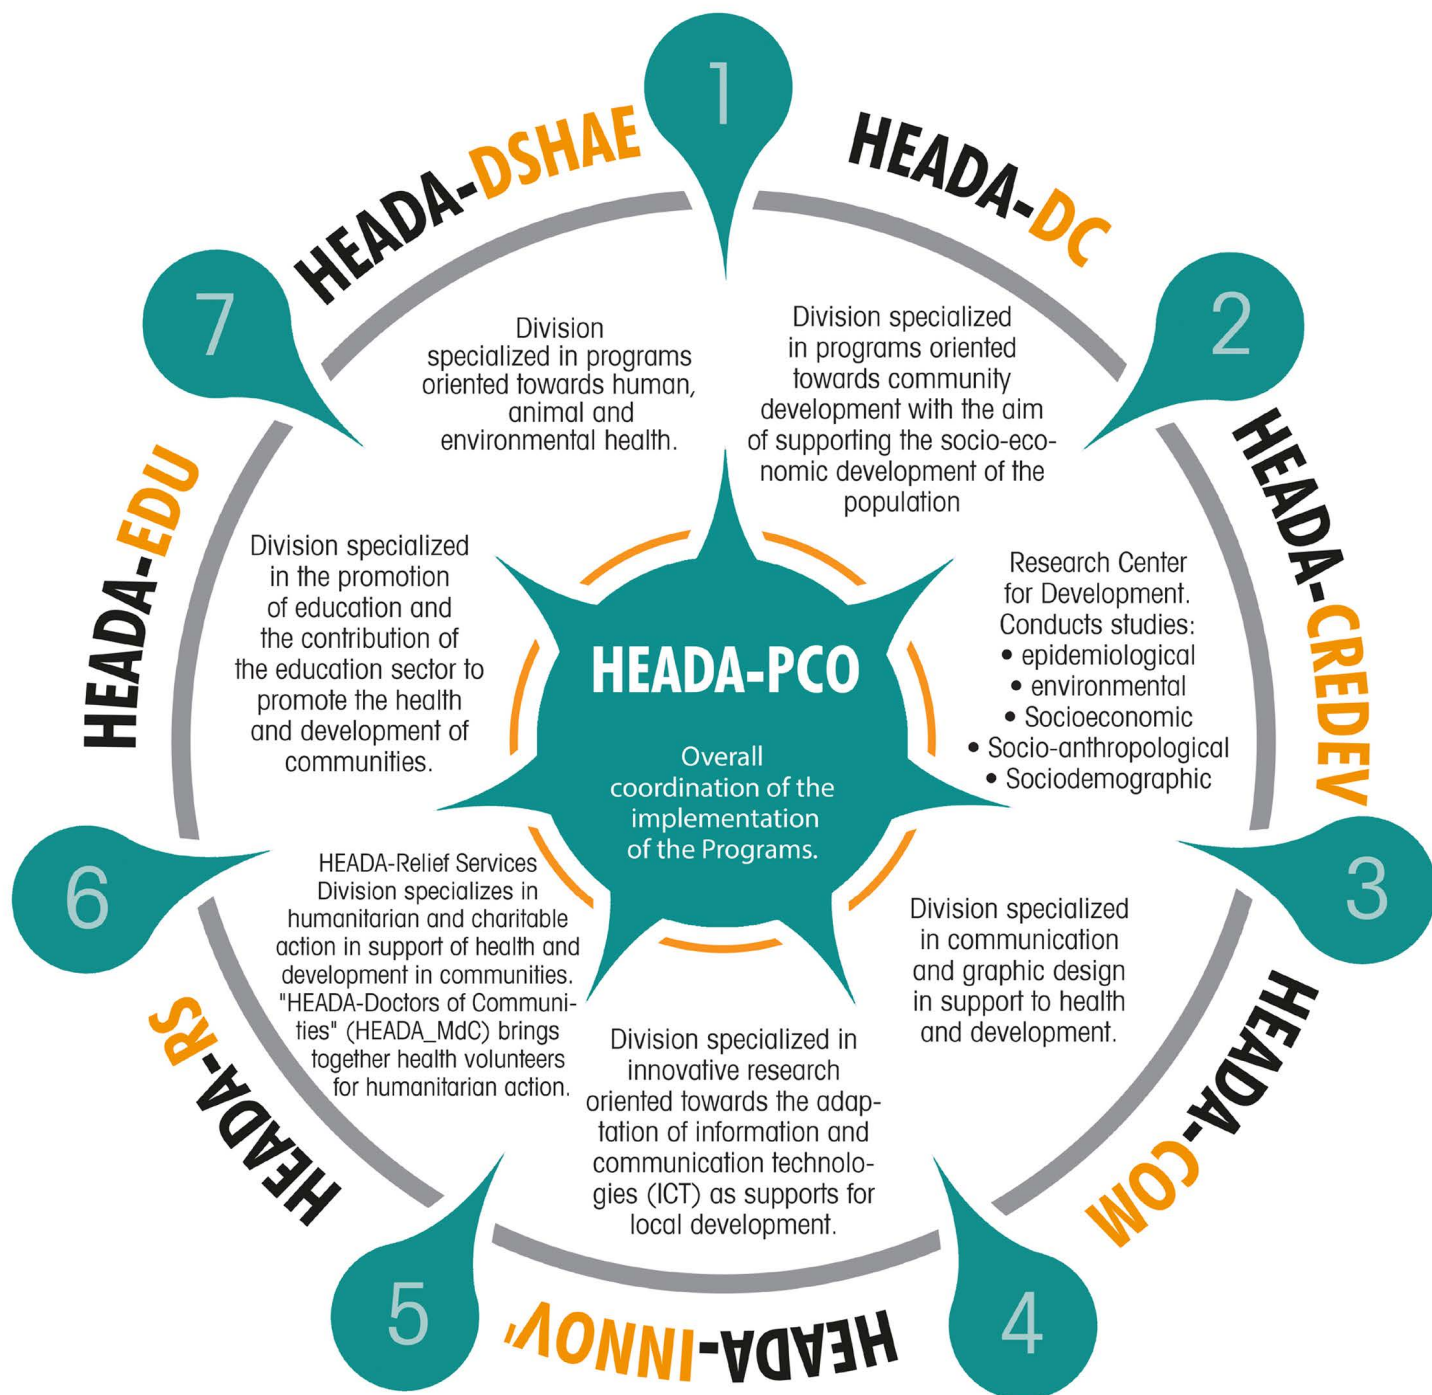 1
HEADA-DC
Division specialized
in programs oriented
towards community
development with the aim
of supporting the socio-eco-
nomic development of the
population
2
HEADA-CREDEV
Research Center
for Development.
Conducts studies:
• epidemiological
• environmental
• Socioeconomic
• Socio-anthropological
• Sociodemographic
3
HEADA-COM
Division specialized
in communication
and graphic design
in support to health
and development.
4
HEADA-INNOV'
Division specialized in
innovative research
oriented towards the adap-
tation of information and
communication technolo-
gies (ICT) as supports for
local development.
5
HEADA-RS
HEADA-Relief Services
Division specializes in
humanitarian and charitable
action in support of health and
development in communities.
"HEADA-Doctors of Communi-
ties" (HEADA_MdC) brings
together health volunteers
for humanitarian action.
6
HEADA-EDU
Division specialized
in the promotion
of education and
the contribution of
the education sector to
promote the health
and development of
communities.
7
HEADA-DSHAE
Division
specialized in programs
oriented towards human,
animal and
environmental health.
HEADA-PCO
Overall
coordination of the
implementation
of the Programs.